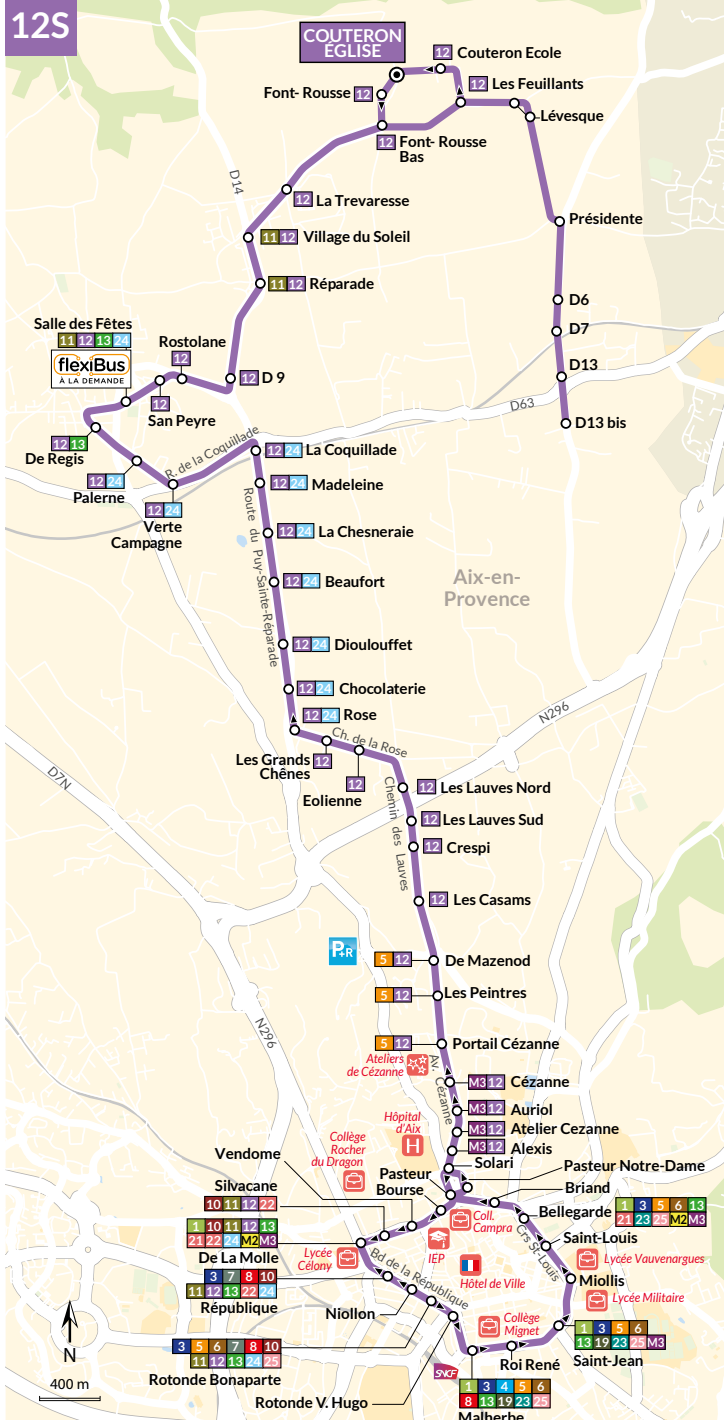 12S
COUTERON
ÉGLISE
12 Couteron Ecole
12 Les Feuillants
Font- Rousse 12
Lévesque
12 Font- Rousse
Bas
D14
12 La Trevaresse
Présidente
11 12 Village du Soleil
11 12 Réparade
D6
Salle des Fêtes
11 12 13 24
flexiBus
À LA DEMANDE
Rostolane
12
D7
D13
12 D 9
12
San Peyre
D63
D13 bis
12 13
De Regis
R. de la Coquillade
12 24 La Coquillade
12 24
Palerne
12 24 Madeleine
12 24
Verte
Campagne
Route du Puy-Sainte-Réparade
12 24 La Chesneraie
12 24 Beaufort
Aix-en-
Provence
12 24 Dioulouffet
12 24 Chocolaterie
12 24 Rose
N296
Ch. de la Rose
Les Grands
Chênes
12
12
Eolienne
D7N
12 Les Lauves Nord
Chemin des Lauves
12 Les Lauves Sud
12 Crespi
12 Les Casams
P+R
5 12 De Mazenod
5 12 Les Peintres
N296
5 12 Portail Cézanne
Ateliers
de Cézanne
Av. Cézanne
M3 12 Cézanne
M3 12 Auriol
M3 12 Atelier Cezanne
M3 12 Alexis
Hôpital
d'Aix
H
Collège
Rocher
du Dragon
Vendome
Solari
Pasteur
Pasteur Notre-Dame
Bourse
Briand
Silvacane
10 11 12 22
Bellegarde
1 3 5 6 13
21 23 25 M2 M3
1 10 11 12 13
21 22 24 M2 M3
De La Molle
Coll.
Campra
Crs St-Louis
Saint-Louis
Lycée
Célony
IEP
Lycée Vauvenargues
Hôtel de Ville
Bd de la République
3 7 8 10
11 12 13 22 24
République
Miollis
Lycée Militaire
Niollon
Collège
Mignet
1 3 5 6
13 19 23 25 M3
Saint-Jean
N
3 5 6 7 8 10
11 12 13 24 25
Rotonde Bonaparte
Roi René
SNCF
400 m
1 3 4 5 6
8 13 19 23 25
Malherbe
Rotonde V. Hugo